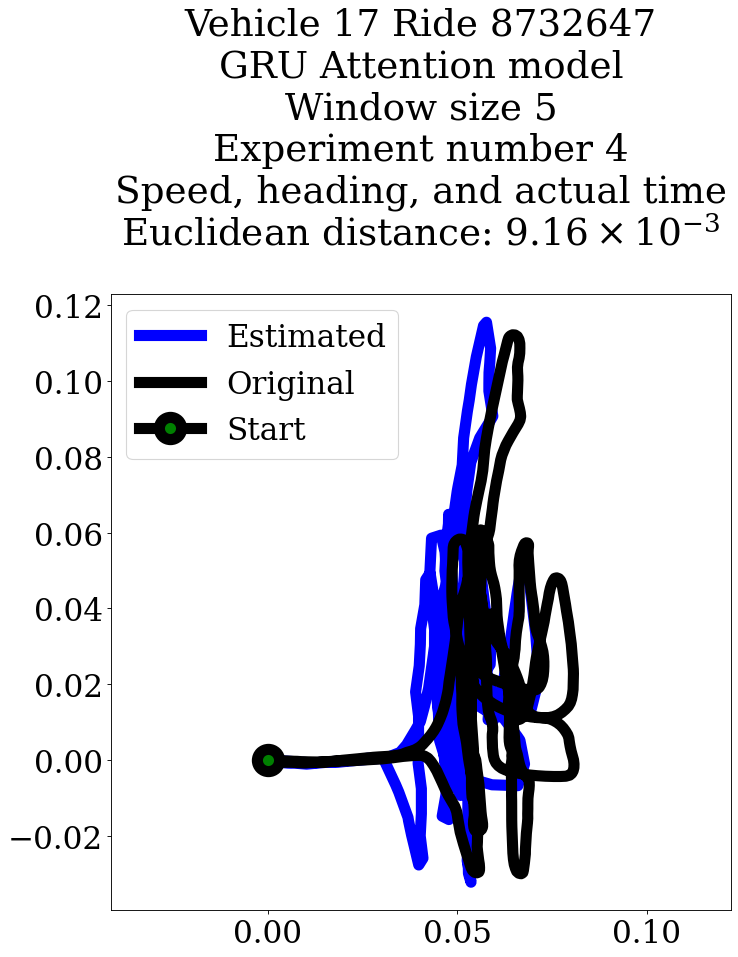 Vehicle 17 Ride 8732647
GRU Attention model
Window size 5
Experiment number 4
Speed, heading, and actual time
Euclidean distance: 9.16 × 10⁻³
0.12
0.10
0.08
0.06
0.04
0.02
0.00
−0.02
Estimated
Original
Start
0.00
0.05
0.10